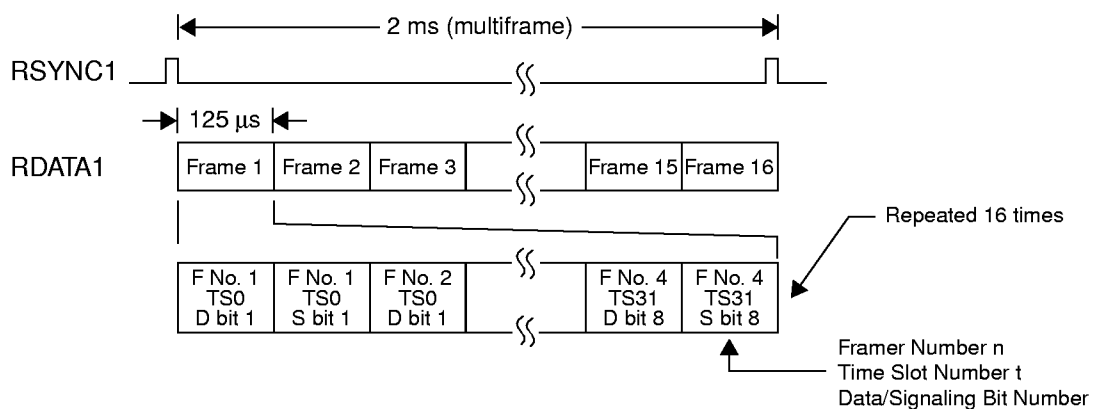 2 ms (multiframe)
RSYNC1
125 μs
RDATA1
Frame 1 Frame 2 Frame 3 Frame 15 Frame 16
Repeated 16 times
F No. 1 F No. 1 F No. 2 F No. 4 F No. 4
TS0 TS0 TS0 TS31 TS31
D bit 1 S bit 1 D bit 1 D bit 8 S bit 8
Framer Number n
Time Slot Number t
Data/Signaling Bit Number